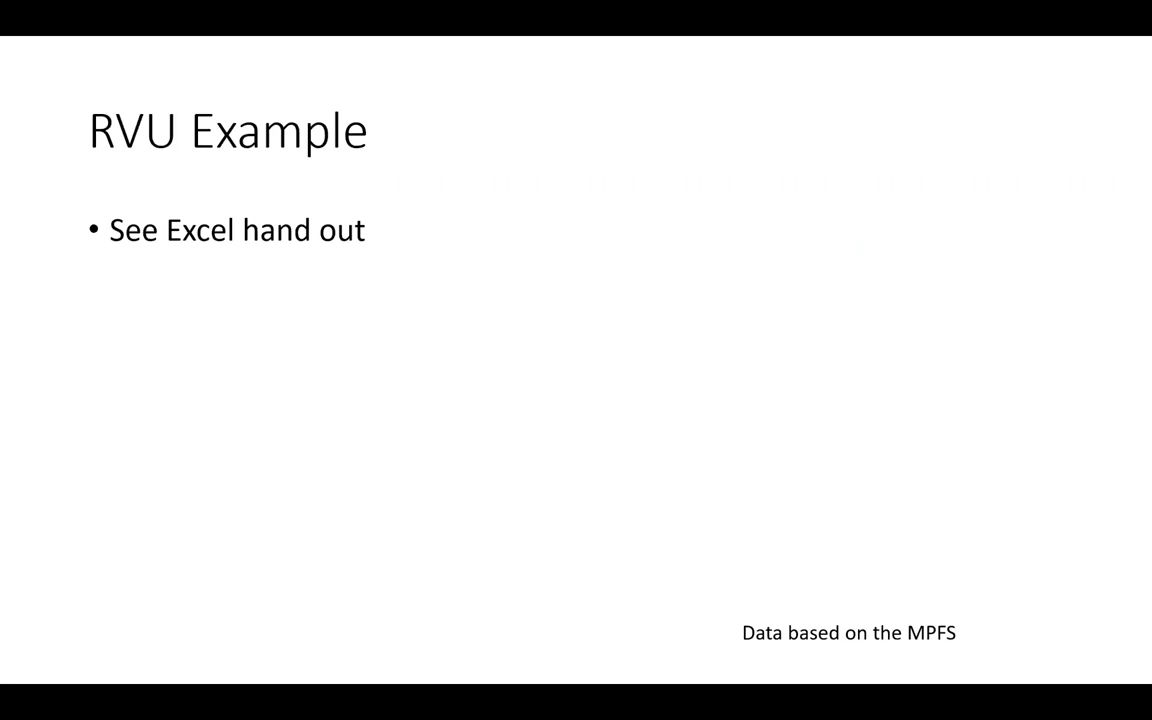 RVU Example
• See Excel hand out
Data based on the MPFS